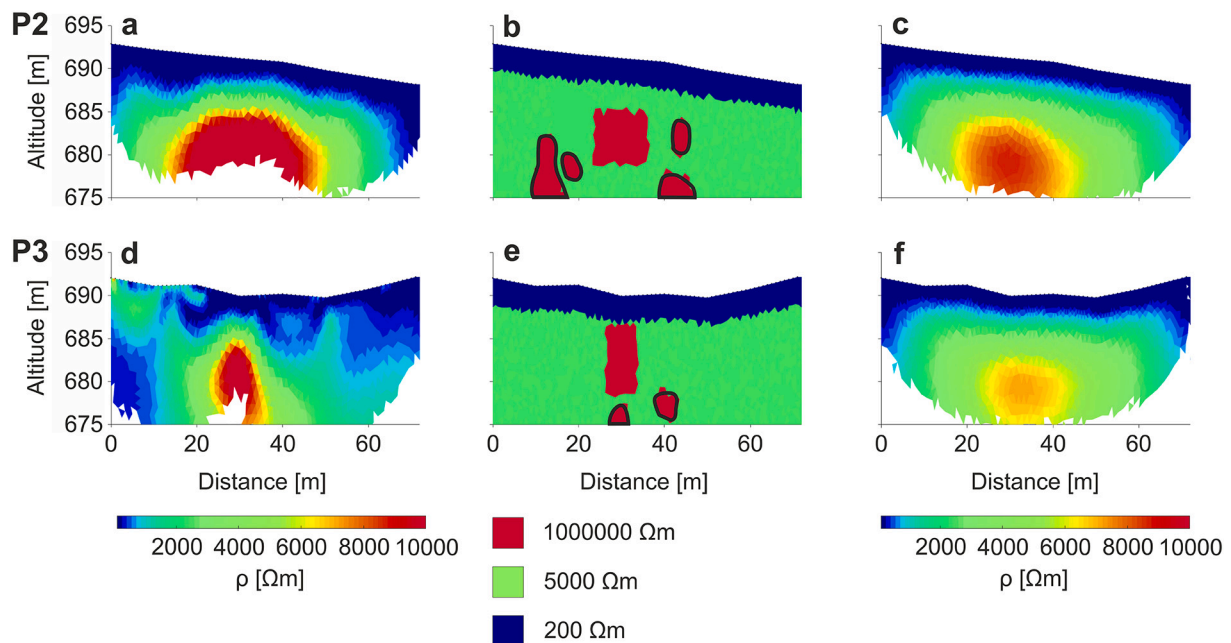 P2 a b c
695
690
685
680
675
Altitude [m]
P3 d e f
695
690
685
680
675
Altitude [m]
0 20 40 60 0 20 40 60 0 20 40 60
Distance [m] Distance [m] Distance [m]
2000 4000 6000 8000 10000
ρ [Ωm]
1000000 Ωm
5000 Ωm
200 Ωm
2000 4000 6000 8000 10000
ρ [Ωm]